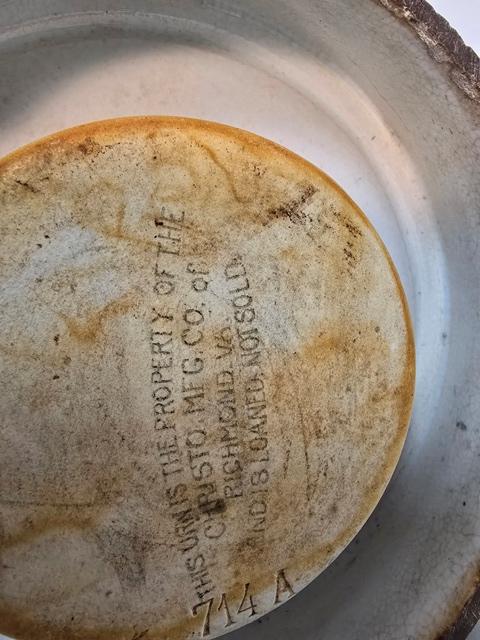 THIS URN IS THE PROPERTY OF THE
CHRISTO. MFG. CO. of
RICHMOND. VA.
AND IS LOANED NOT SOLD.
714 A